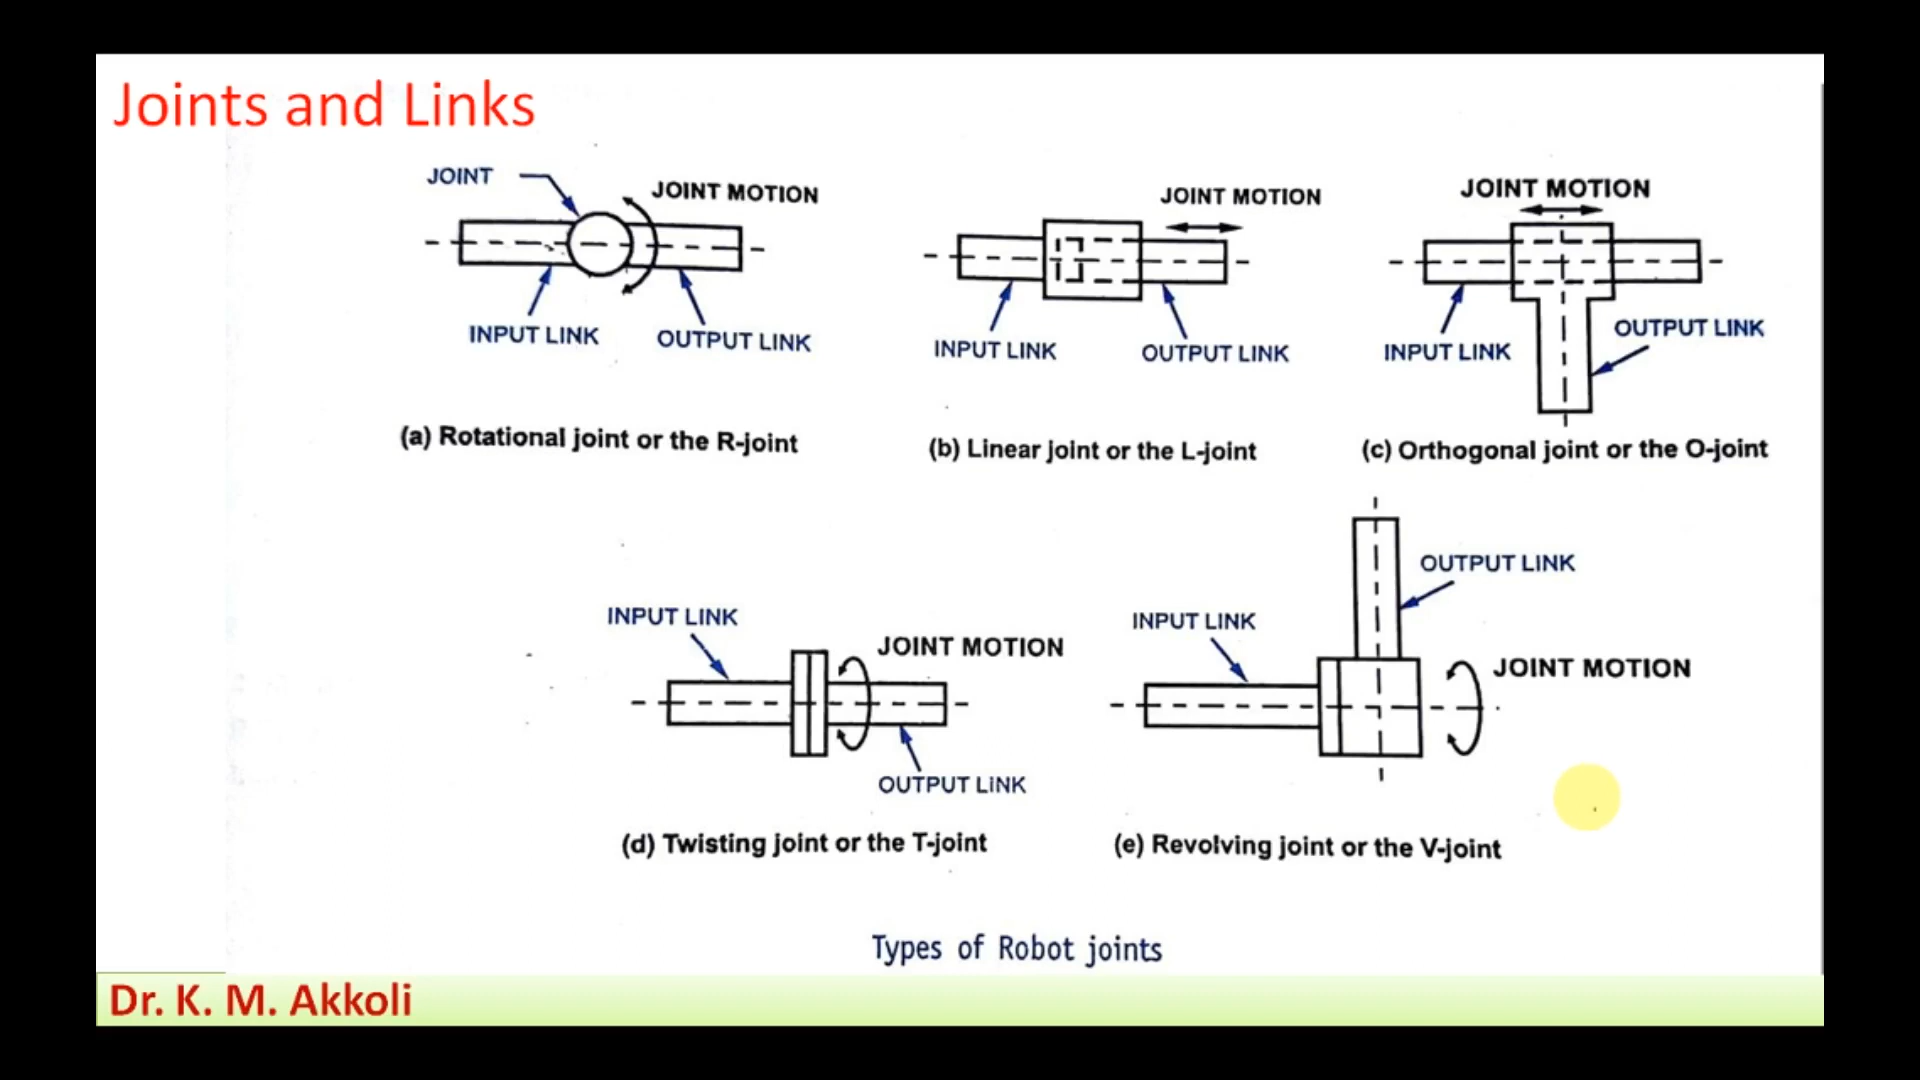 Joints and Links
JOINT
JOINT MOTION
INPUT LINK
OUTPUT LINK
(a) Rotational joint or the R-joint
JOINT MOTION
INPUT LINK
OUTPUT LINK
(b) Linear joint or the L-joint
JOINT MOTION
INPUT LINK
OUTPUT LINK
(c) Orthogonal joint or the O-joint
INPUT LINK
JOINT MOTION
OUTPUT LINK
(d) Twisting joint or the T-joint
OUTPUT LINK
INPUT LINK
JOINT MOTION
(e) Revolving joint or the V-joint
Types of Robot joints
Dr. K. M. Akkoli